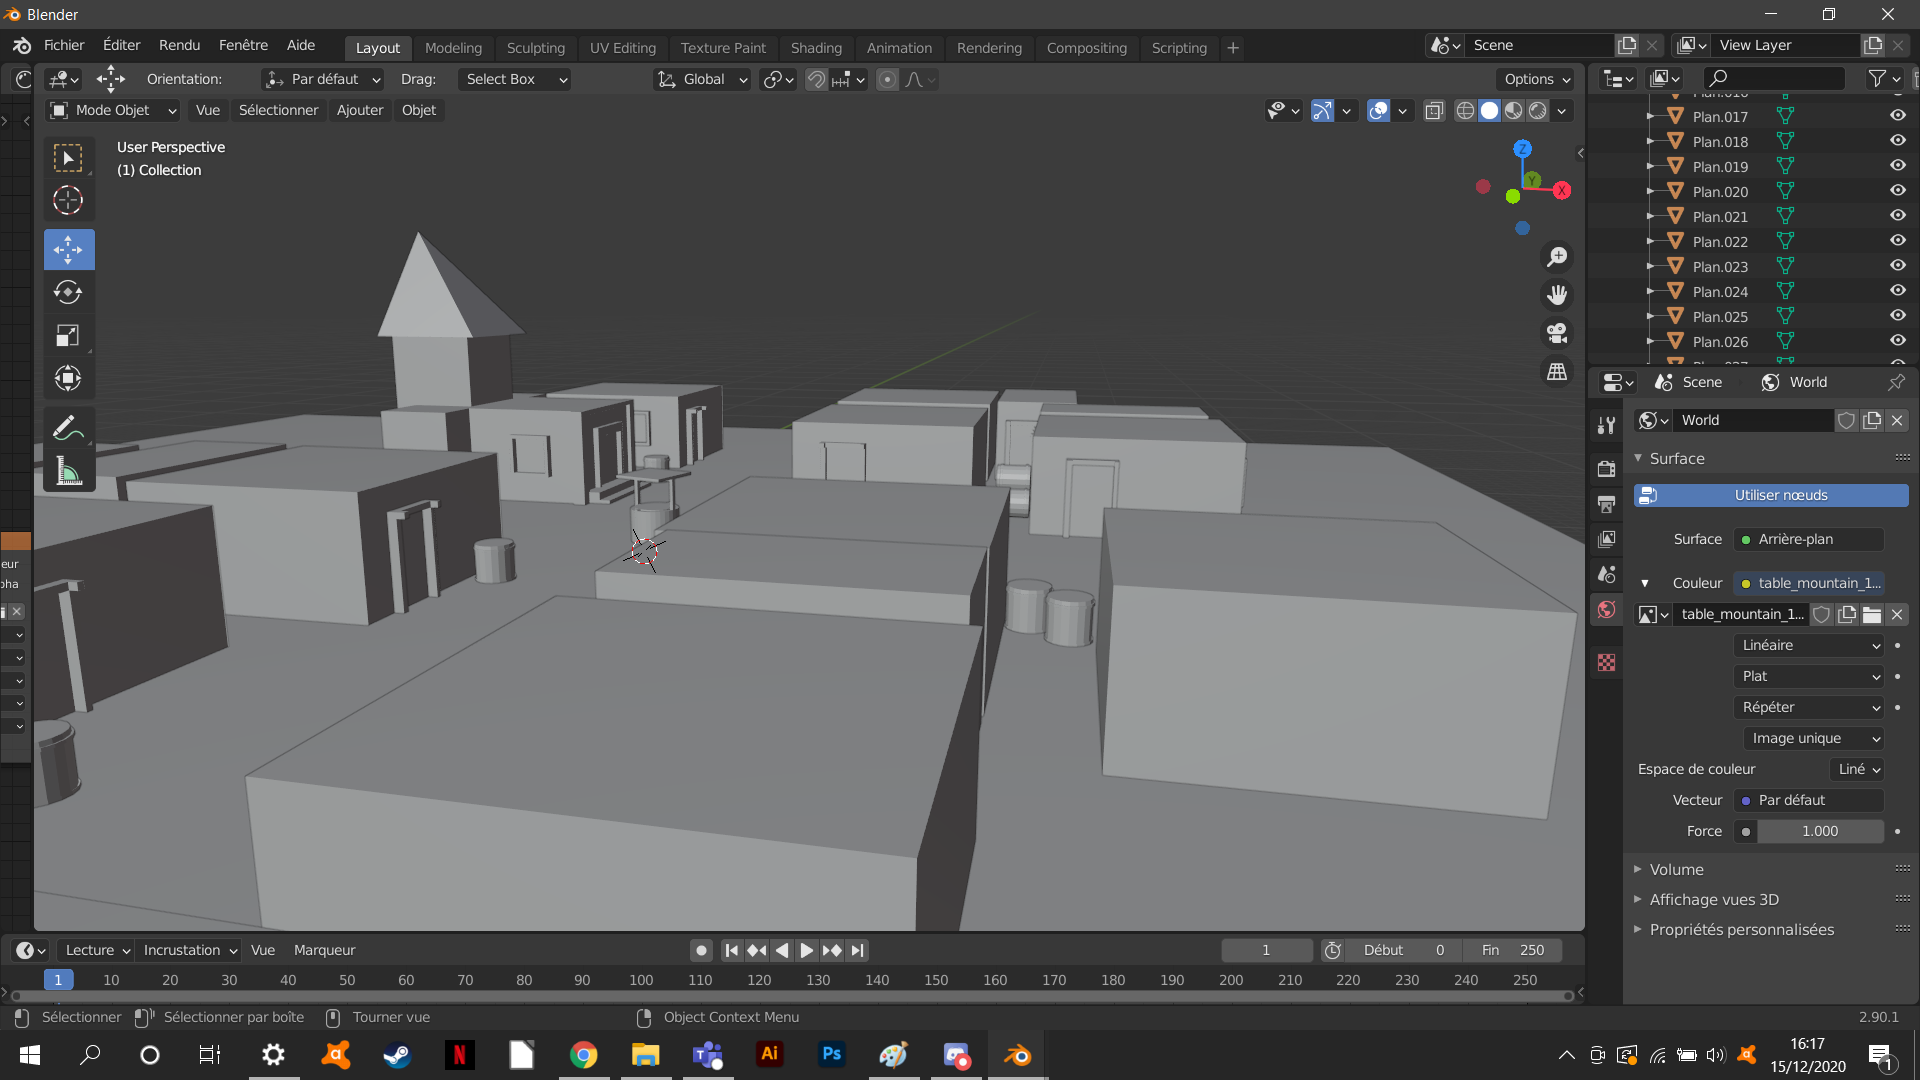 Blender
Fichier Éditer Rendu Fenêtre Aide Layout Modeling Sculpting UV Editing Texture Paint Shading Animation Rendering Compositing Scripting + Scene View Layer
Orientation: Par défaut Drag: Select Box Global Options
Mode Objet Vue Sélectionner Ajouter Objet
User Perspective
(1) Collection
Z
Y
X
Plan.017
Plan.018
Plan.019
Plan.020
Plan.021
Plan.022
Plan.023
Plan.024
Plan.025
Plan.026
Scene World
World
Surface
Utiliser nœuds
Surface Arrière-plan
Couleur table_mountain_1...
table_mountain_1...
Linéaire
Plat
Répéter
Image unique
Espace de couleur Liné
Vecteur Par défaut
Force 1.000
Volume
Affichage vues 3D
Propriétés personnalisées
eur
pha
Lecture Incrustation Vue Marqueur 1 Début 0 Fin 250
1 10 20 30 40 50 60 70 80 90 100 110 120 130 140 150 160 170 180 190 200 210 220 230 240 250
Sélectionner Sélectionner par boîte Tourner vue Object Context Menu 2.90.1
N Ai Ps
16:17
15/12/2020
1